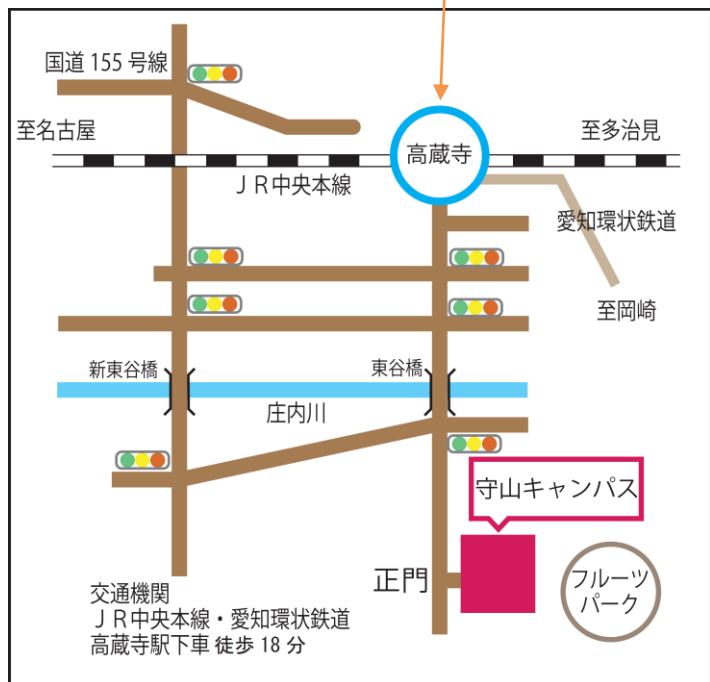 国道 155 号線
至名古屋
高蔵寺
至多治見
ＪＲ中央本線
愛知環状鉄道
至岡崎
新東谷橋
東谷橋
庄内川
守山キャンパス
正門
フルーツ
パーク
交通機関
ＪＲ中央本線・愛知環状鉄道
高蔵寺駅下車 徒歩 18 分